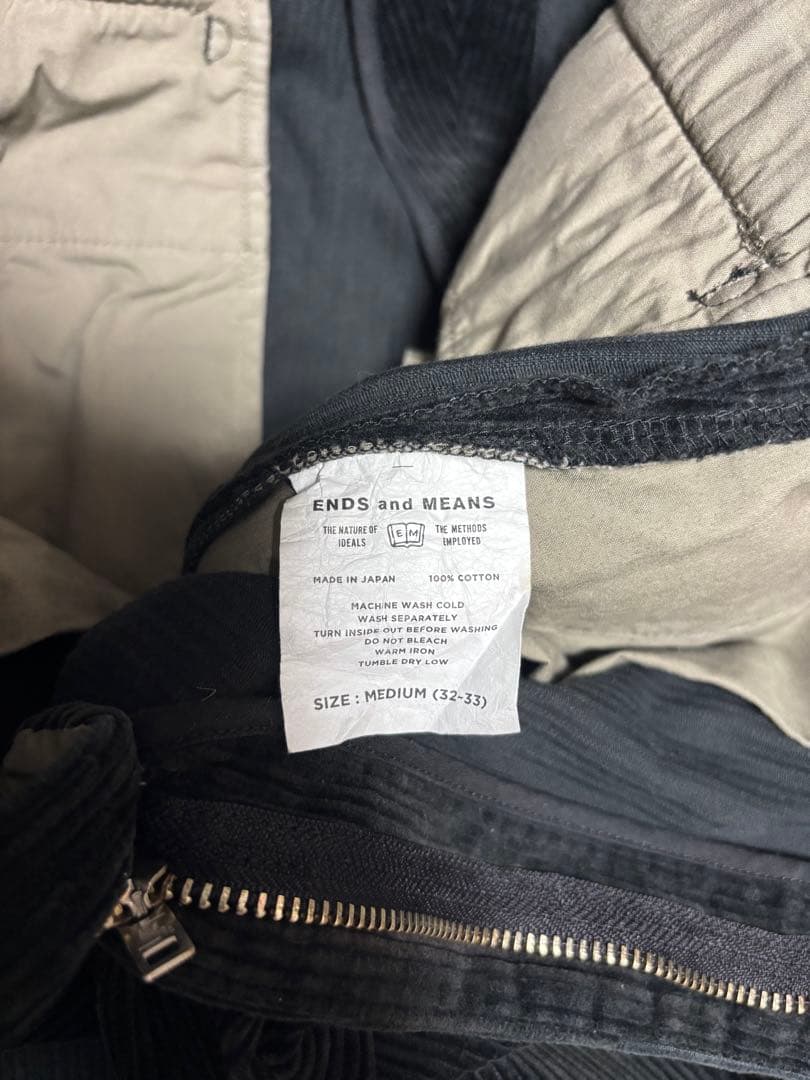 ENDS and MEANS
THE NATURE OF IDEALS E M THE METHODS EMPLOYED
MADE IN JAPAN 100% COTTON
MACHINE WASH COLD
WASH SEPARATELY
TURN INSIDE OUT BEFORE WASHING
DO NOT BLEACH
WARM IRON
TUMBLE DRY LOW
SIZE : MEDIUM (32-33)